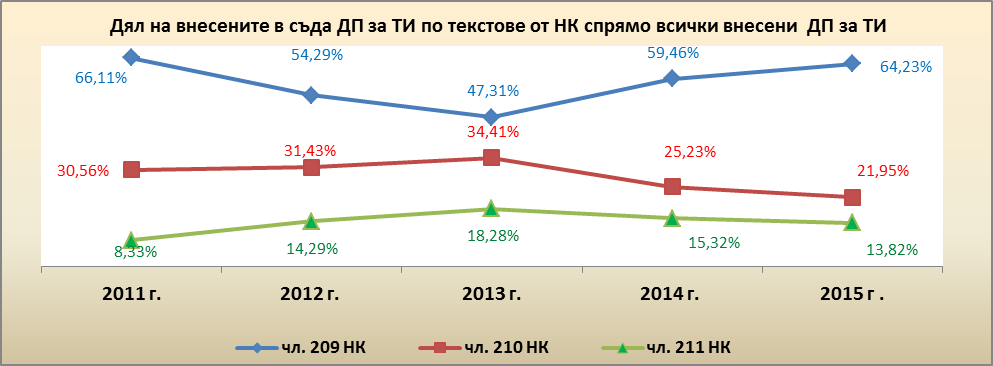 Дял на внесените в съда ДП за ТИ по текстове от НК спрямо всички внесени ДП за ТИ
66,11%
54,29%
47,31%
59,46%
64,23%
30,56%
31,43%
34,41%
25,23%
21,95%
8,33%
14,29%
18,28%
15,32%
13,82%
2011 г.
2012 г.
2013 г.
2014 г.
2015 г .
чл. 209 НК
чл. 210 НК
чл. 211 НК